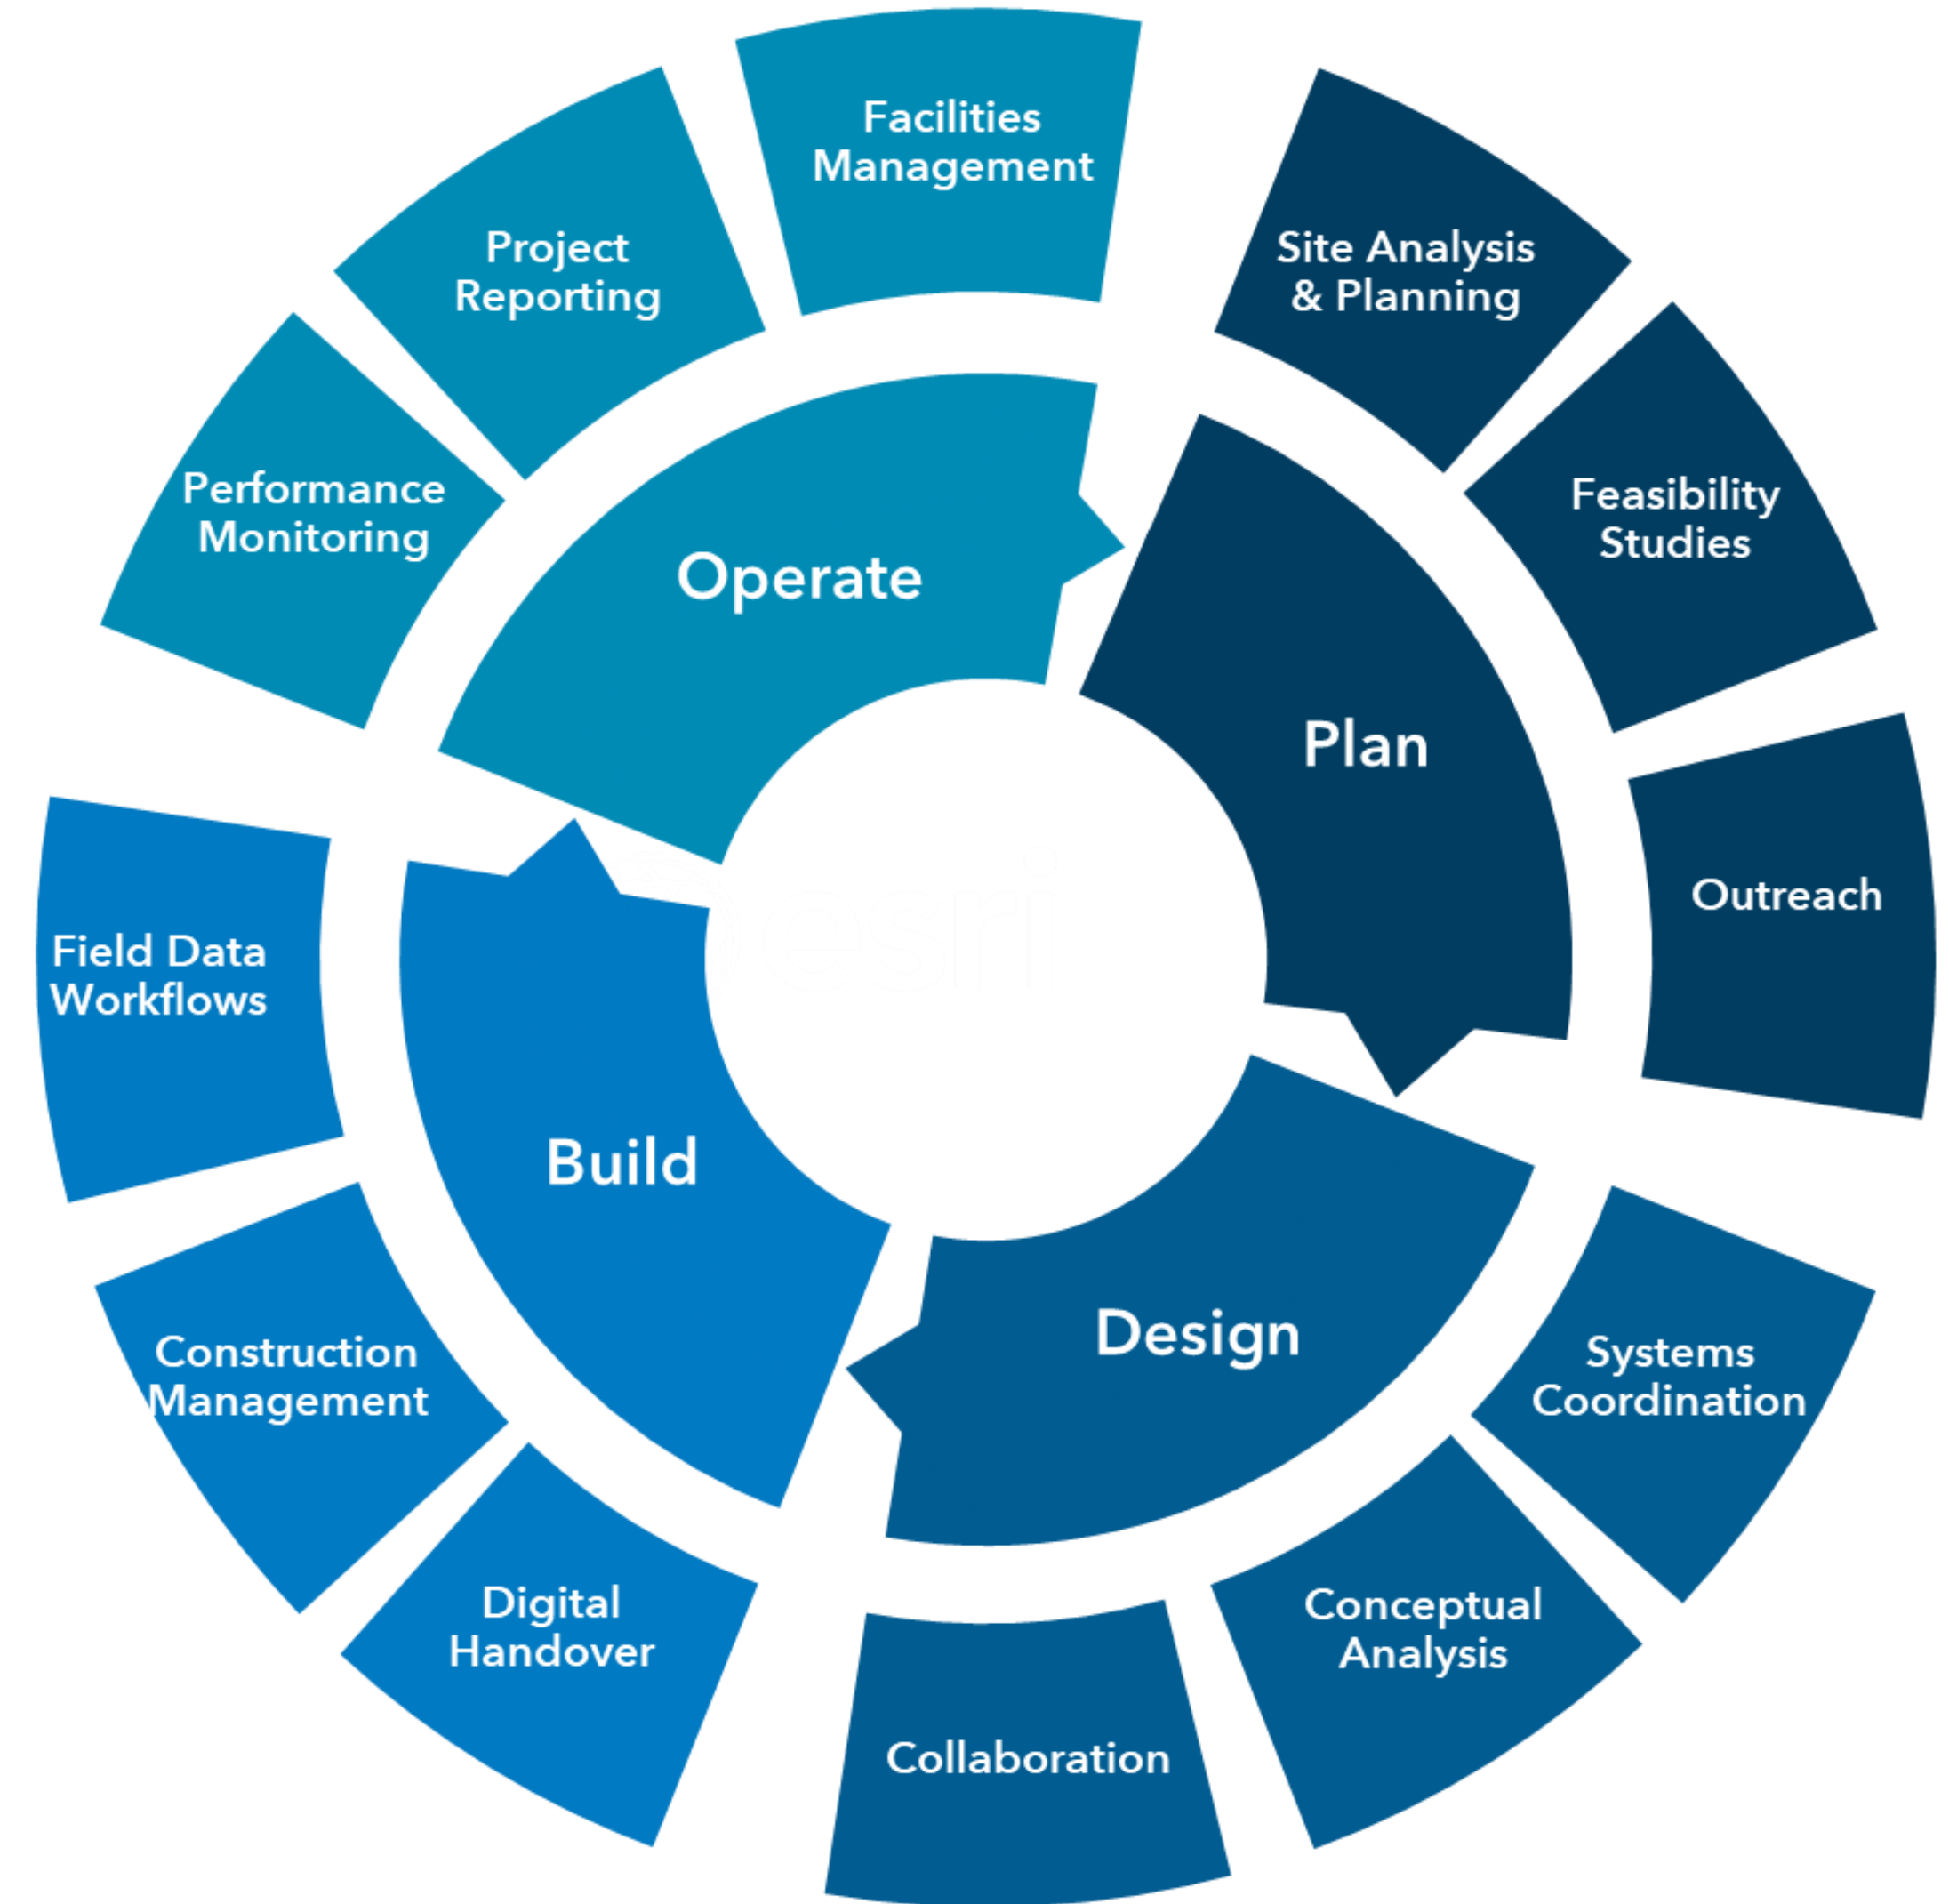 Facilities
Management
Site Analysis
& Planning
Feasibility
Studies
Outreach
Systems
Coordination
Conceptual
Analysis
Collaboration
Digital
Handover
Construction
Management
Field Data
Workflows
Performance
Monitoring
Project
Reporting
Operate
Plan
Design
Build
esri